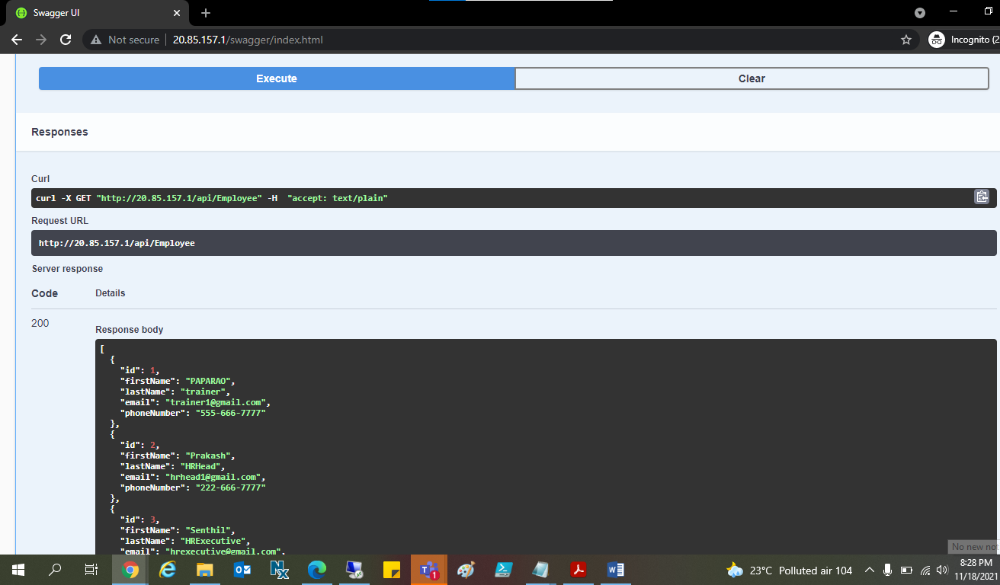 Swagger UI
Not secure 20.85.157.1/swagger/index.html Incognito (2
Execute Clear
Responses
Curl
curl -X GET "http://20.85.157.1/api/Employee" -H  "accept: text/plain"
Request URL
http://20.85.157.1/api/Employee
Server response
Code Details
200
Response body
[
  {
    "id": 1,
    "firstName": "PAPARAO",
    "lastName": "trainer",
    "email": "trainer1@gmail.com",
    "phoneNumber": "555-666-7777"
  },
  {
    "id": 2,
    "firstName": "Prakash",
    "lastName": "HRHead",
    "email": "hrhead1@gmail.com",
    "phoneNumber": "222-666-7777"
  },
  {
    "id": 3,
    "firstName": "Senthil",
    "lastName": "HRExecutive",
    "email": "hrexecutive@gmail.com",
No new not
23°C Polluted air 104 8:28 PM
11/18/2021